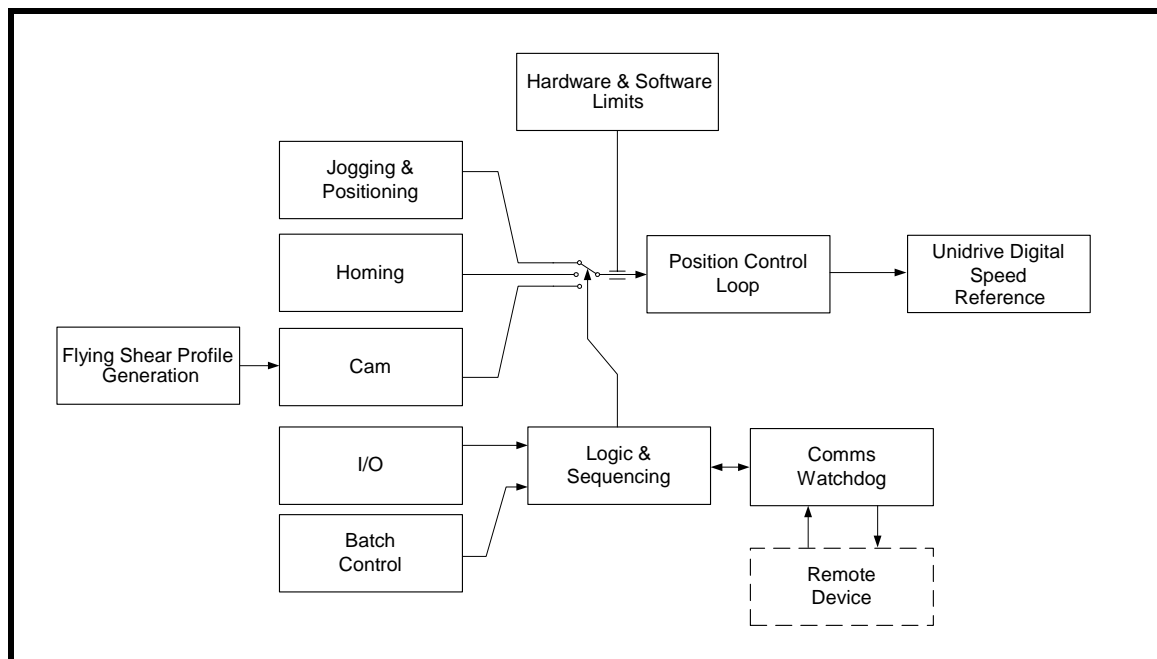 Hardware & Software
Limits
Jogging &
Positioning
Homing
Position Control
Loop
Unidrive Digital
Speed
Reference
Flying Shear Profile
Generation
Cam
I/O
Logic &
Sequencing
Comms
Watchdog
Batch
Control
Remote
Device